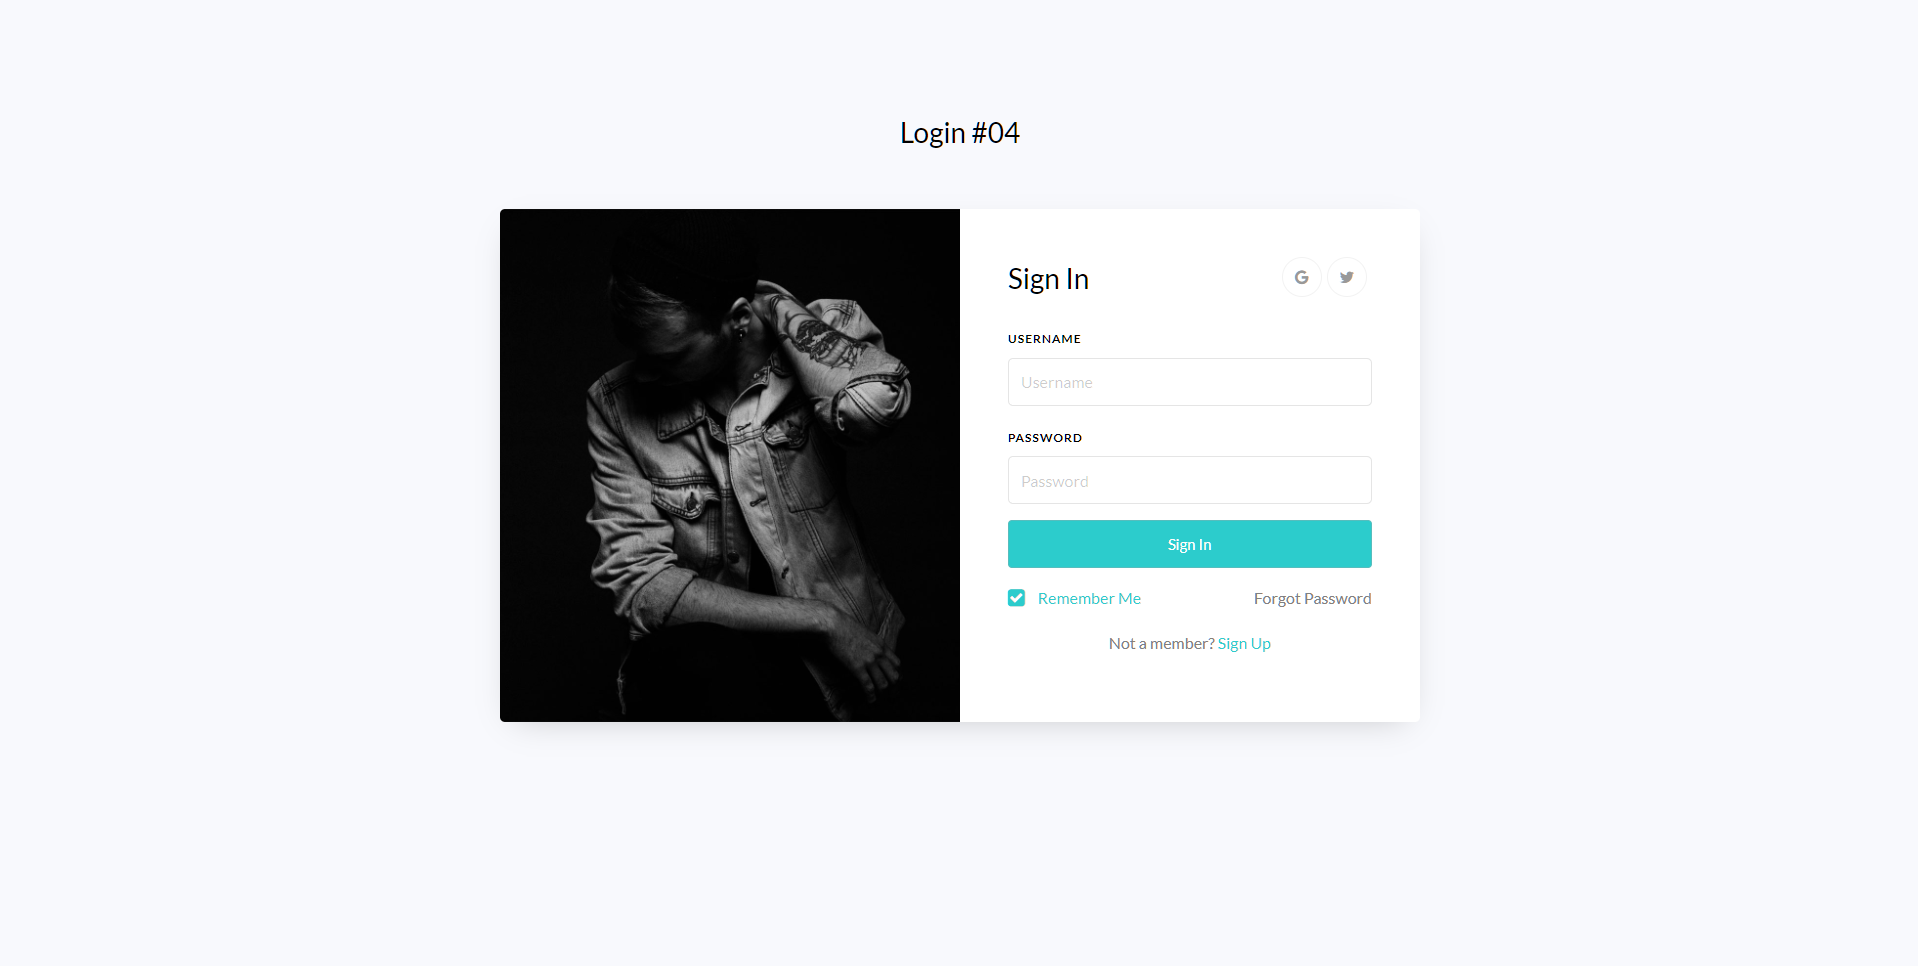 Login #04
Sign In
USERNAME
Username
PASSWORD
Password
Sign In
Remember Me Forgot Password
Not a member? Sign Up